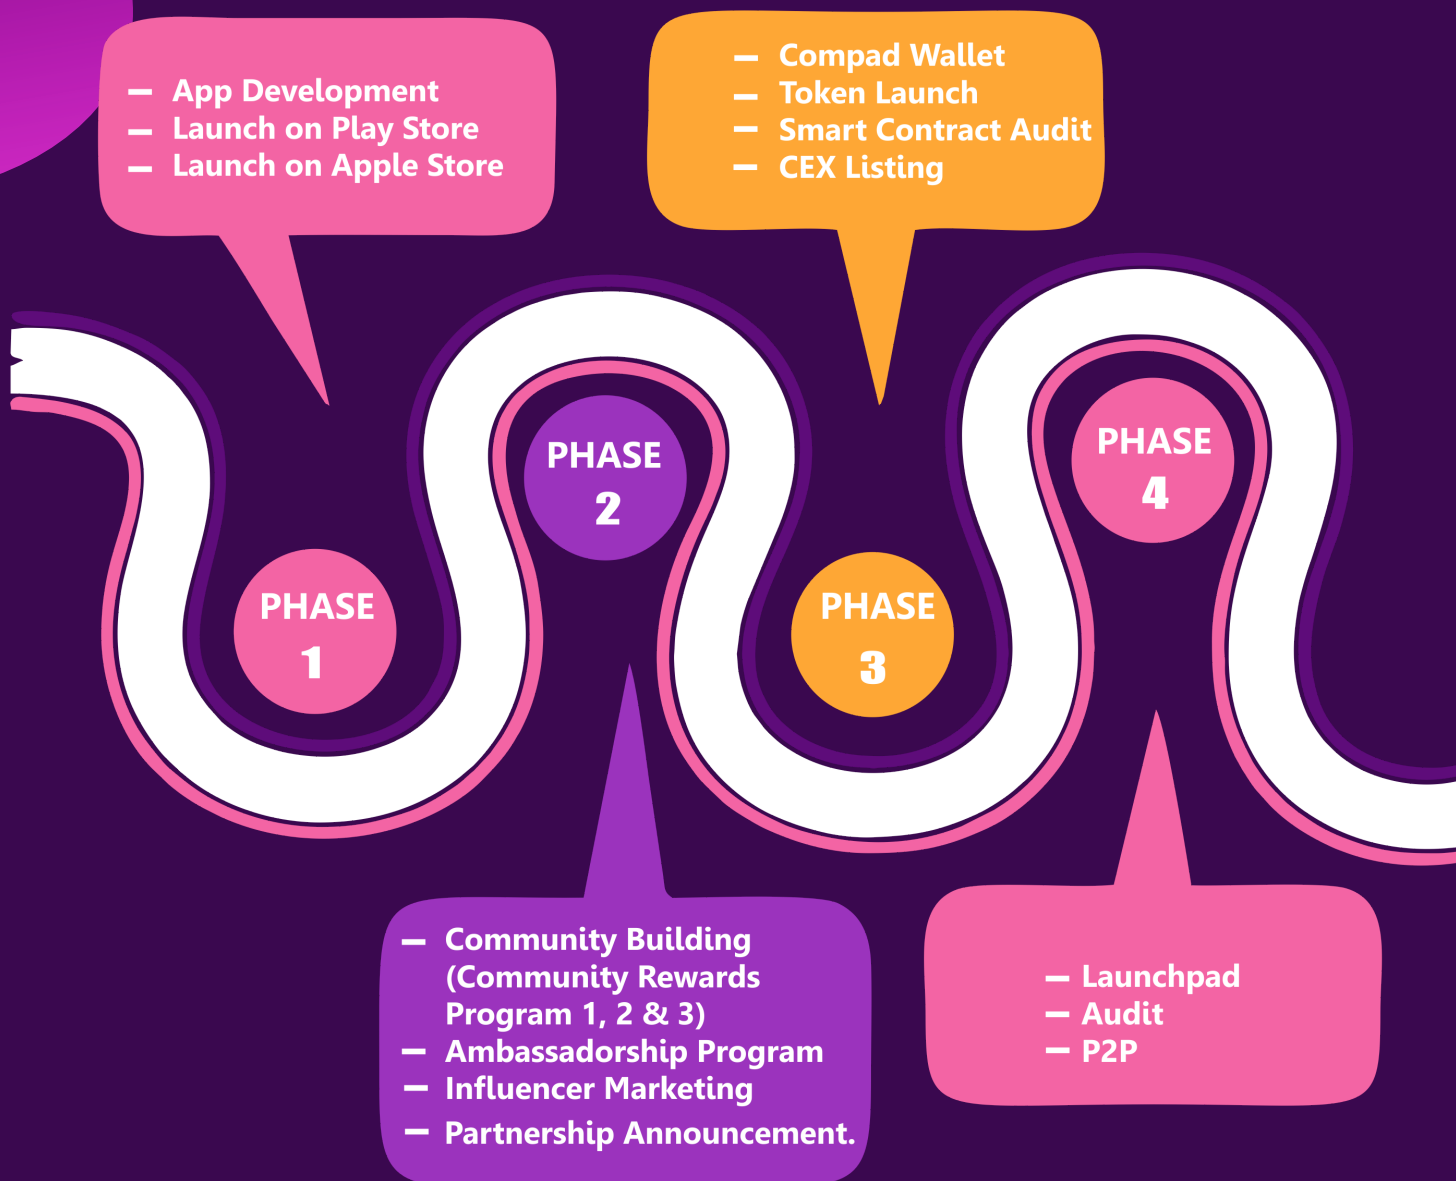 — App Development
— Launch on Play Store
— Launch on Apple Store
— Compad Wallet
— Token Launch
— Smart Contract Audit
— CEX Listing
PHASE
1
PHASE
2
PHASE
3
PHASE
4
— Community Building
(Community Rewards
Program 1, 2 & 3)
— Ambassadorship Program
— Influencer Marketing
— Partnership Announcement.
— Launchpad
— Audit
— P2P